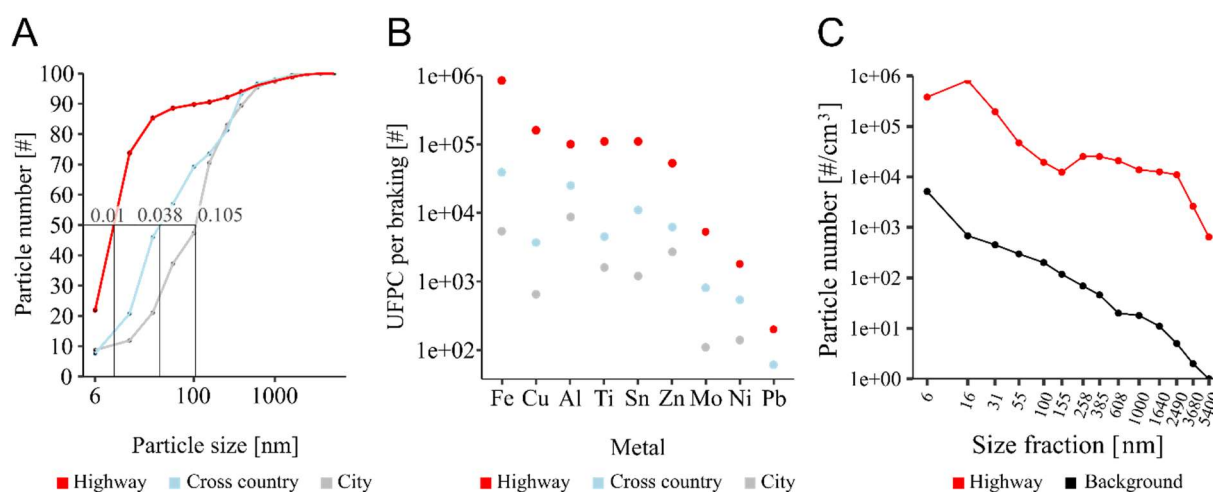 A
Particle number [#]
100
90
80
70
60
50
40
30
20
10
0
0.01 0.038 0.105
6 100 1000
Particle size [nm]
Highway Cross country City
B
UFPC per braking [#]
1e+06
1e+05
1e+04
1e+03
1e+02
Fe Cu Al Ti Sn Zn Mo Ni Pb
Metal
Highway Cross country City
C
Particle number [#/cm3]
1e+06
1e+05
1e+04
1e+03
1e+02
1e+01
1e+00
6 16 31 55 100 155 258 385 608 1000 1640 2490 3680 5400
Size fraction [nm]
Highway Background